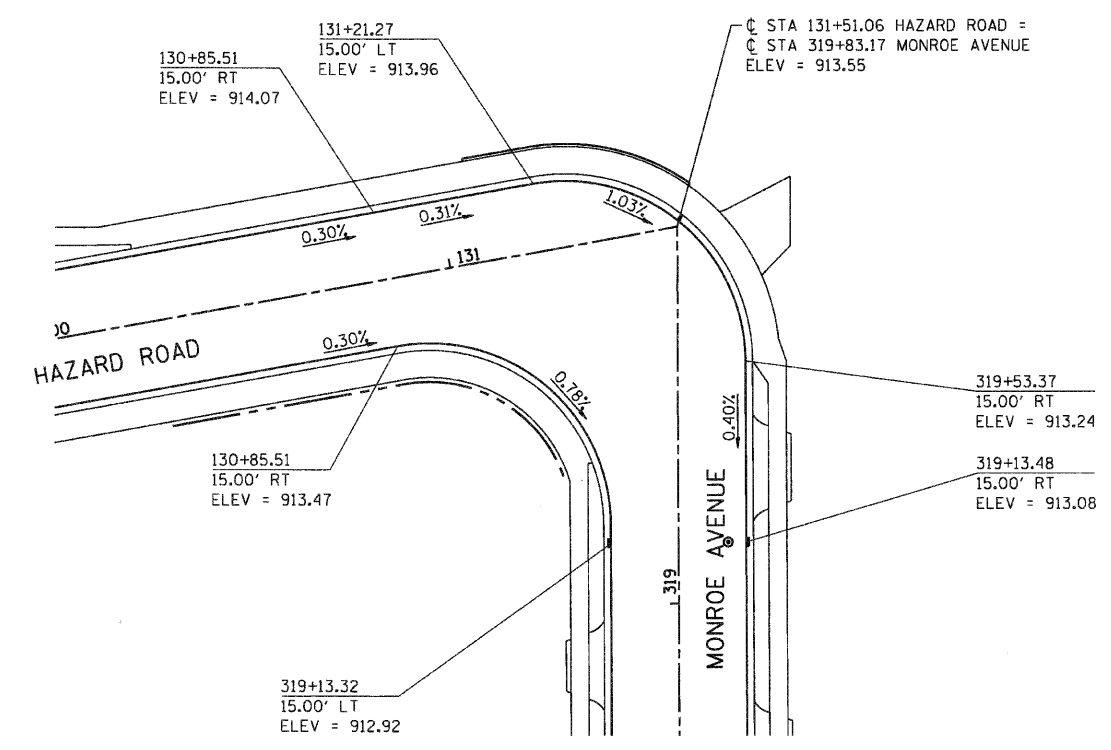 131+21.27
15.00' LT
ELEV = 913.96
℄ STA 131+51.06 HAZARD ROAD =
℄ STA 319+83.17 MONROE AVENUE
ELEV = 913.55
130+85.51
15.00' RT
ELEV = 914.07
1.03%
0.31%
0.30%
131
00
HAZARD ROAD
0.30%
0.78%
0.40%
319+53.37
15.00' RT
ELEV = 913.24
130+85.51
15.00' RT
ELEV = 913.47
319+13.48
15.00' RT
ELEV = 913.08
MONROE AVENUE
319
319+13.32
15.00' LT
ELEV = 912.92